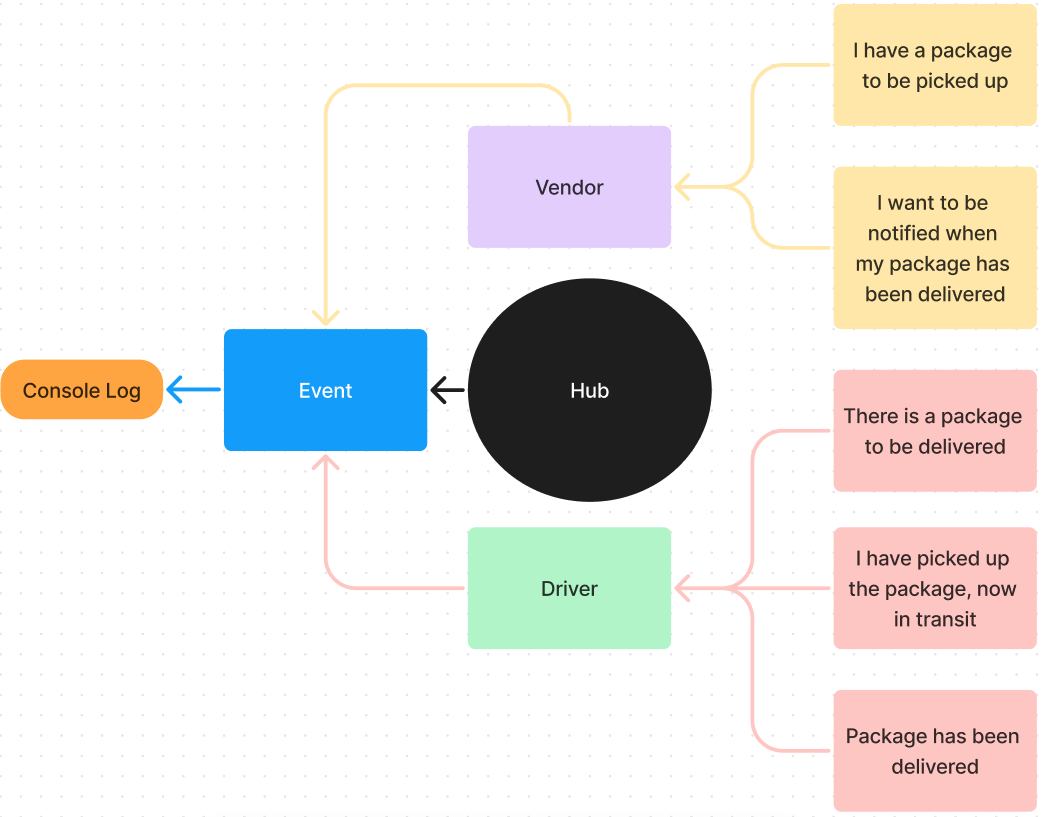 I have a package
to be picked up
Vendor
I want to be
notified when
my package has
been delivered
Console Log
Event
Hub
There is a package
to be delivered
Driver
I have picked up
the package, now
in transit
Package has been
delivered